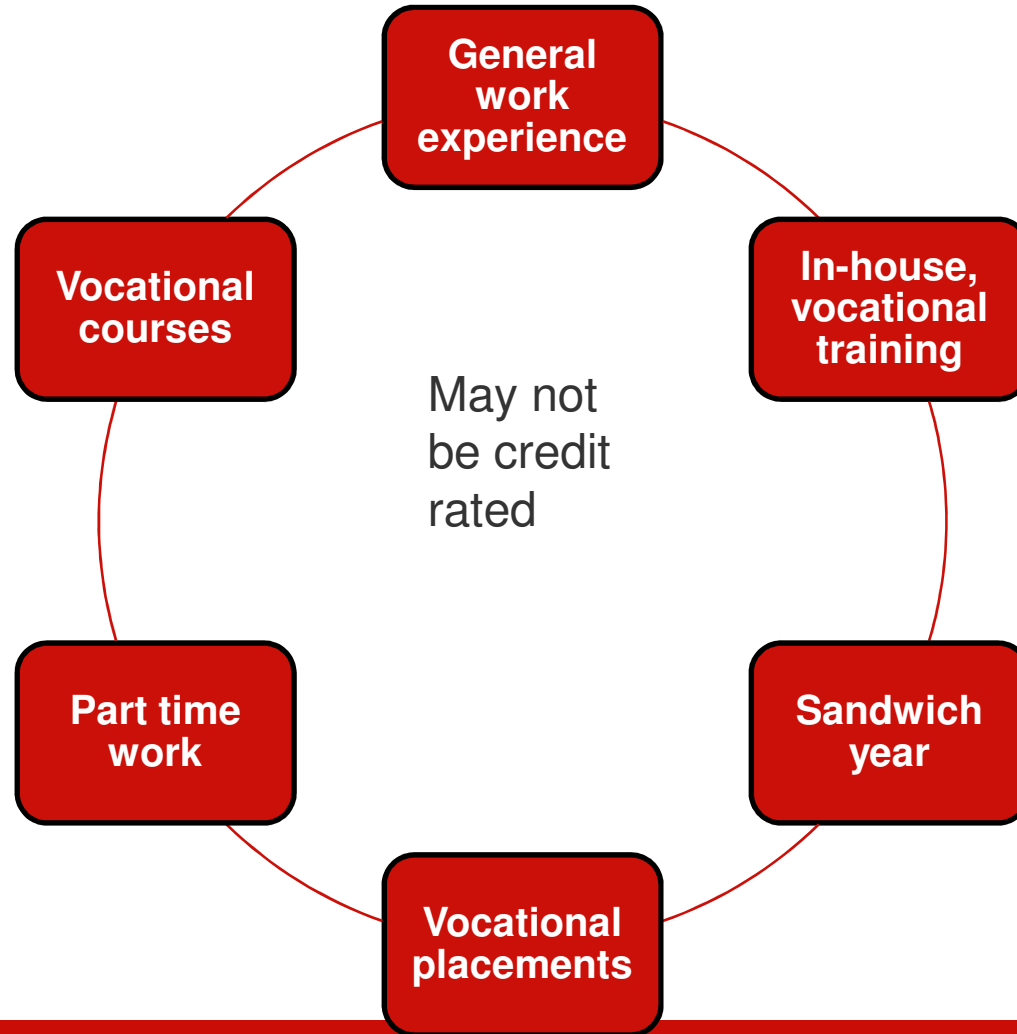 General
work
experience
In-house,
vocational
training
Sandwich
year
Vocational
placements
Part time
work
Vocational
courses
May not
be credit
rated